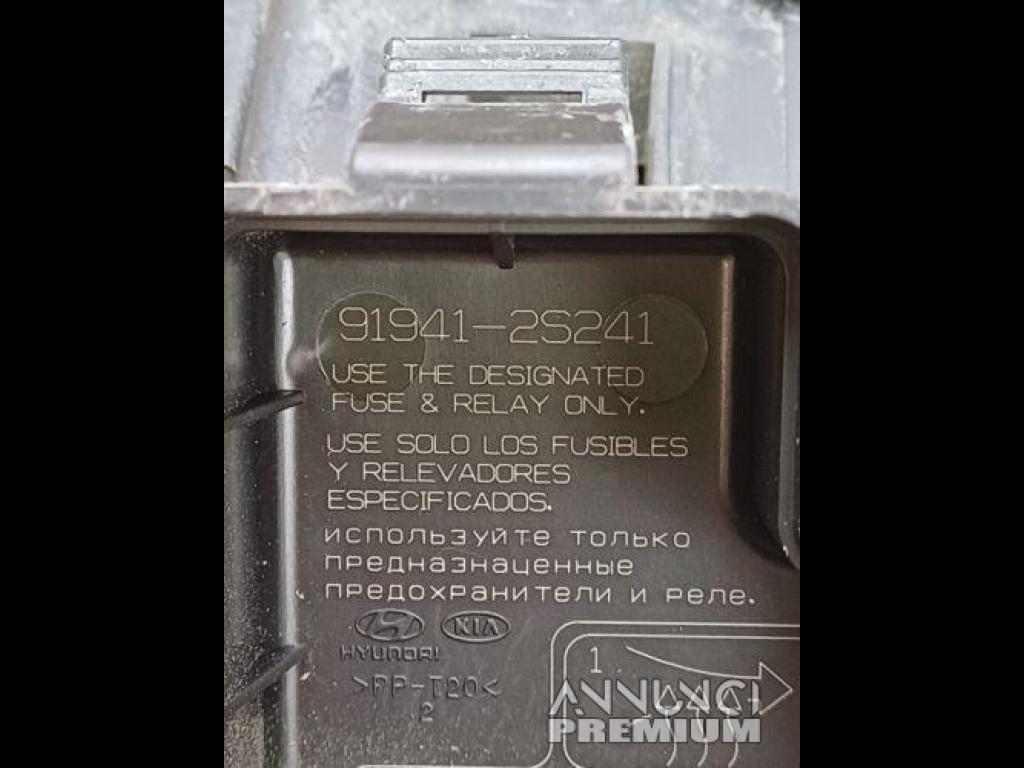 91941-2S241
USE THE DESIGNATED
FUSE & RELAY ONLY.
USE SOLO LOS FUSIBLES
Y RELEVADORES
ESPECIFICADOS.
используйте только
предназнаценные
предохранители и реле.
KIA
HYUNDAI
>PP-T20<
2
1
ANNUNCI
PREMIUM